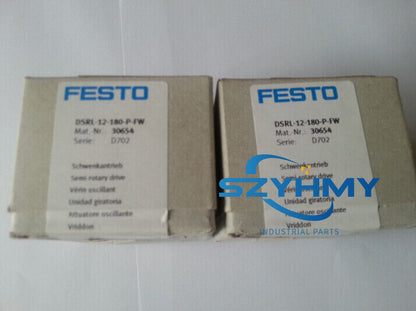 FESTO
DSRL-12-180-P-FW
Mat. Nr.: 30654
Serie: D702
Schwenkantrieb
Semi-rotary drive
Vérin oscillant
Unidad giratoria
Attuatore oscillante
Vriddon
FESTO
DSRL-12-180-P-FW
Mat. Nr.: 30654
Serie: D702
Schwenkantrieb
Semi-rotary drive
Vérin oscillant
Unidad giratoria
Attuatore oscillante
Vriddon
SZYHMY
INDUSTRIAL PARTS